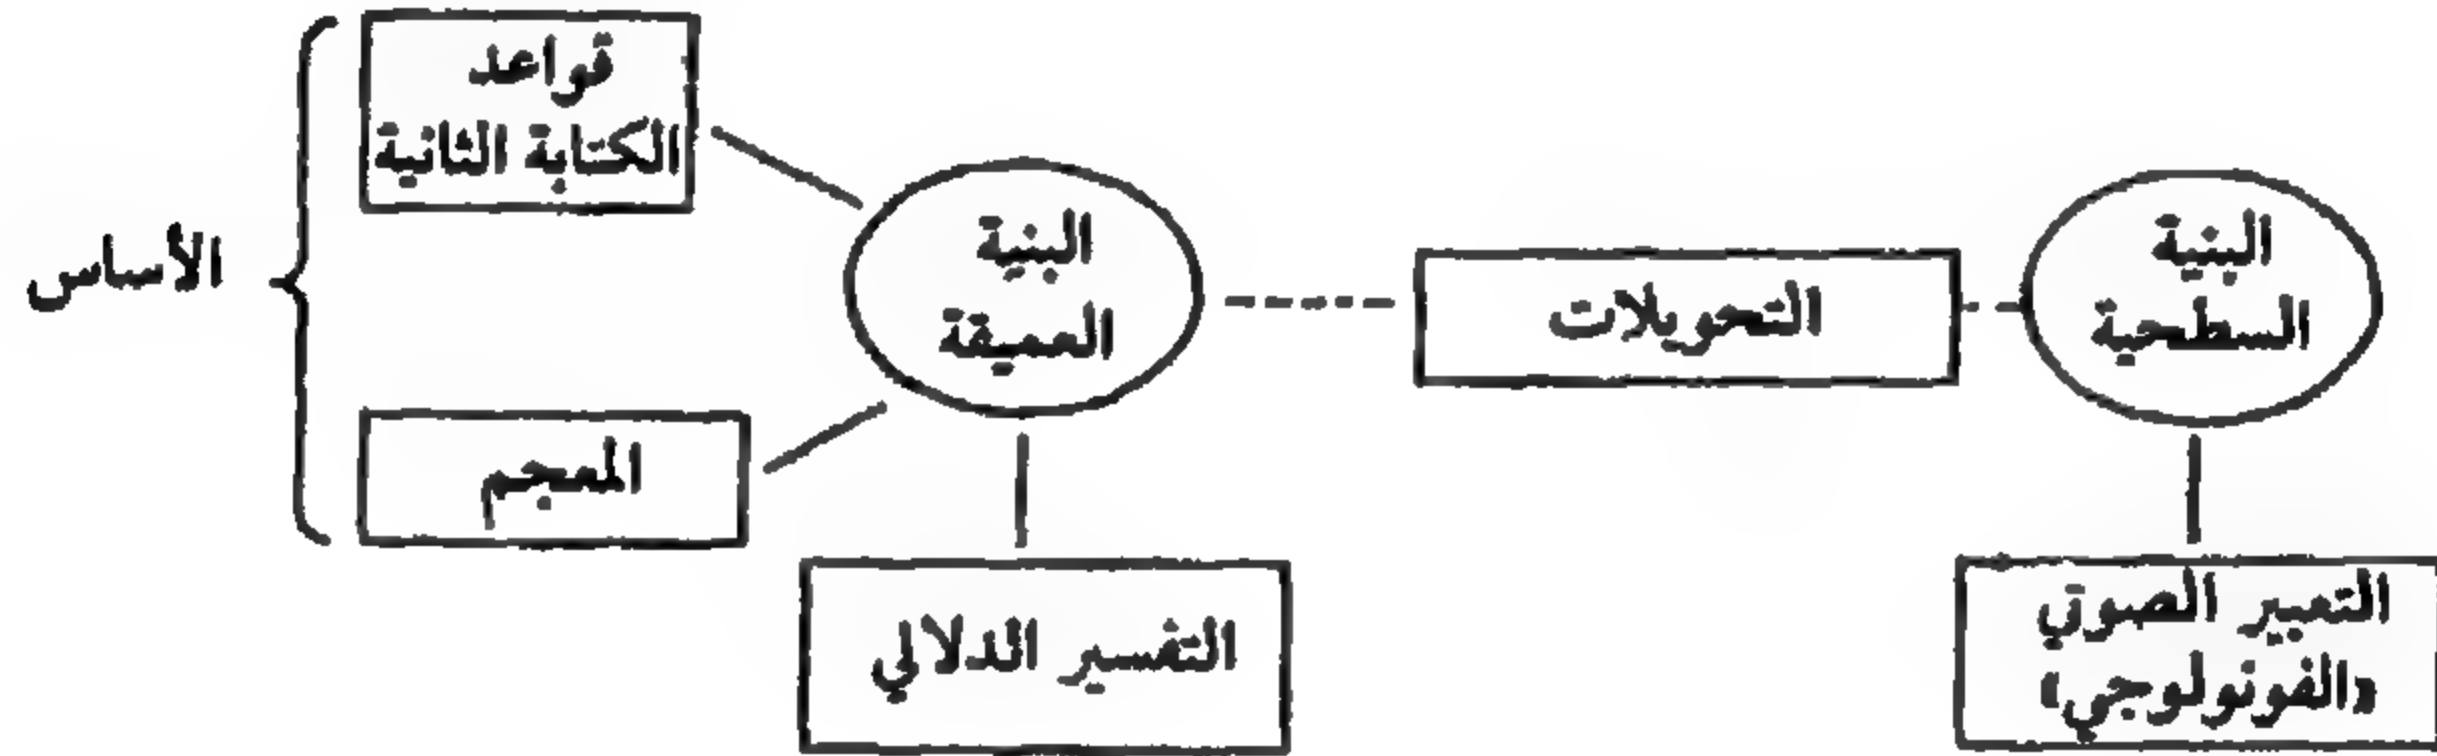 الأساس
قواعد
الكتابة الثانية
المعجم
البنية
العميقة
التفسير الدلالي
التحويلات
البنية
السطحية
التعبير الصوتي
«الفونولوجي»